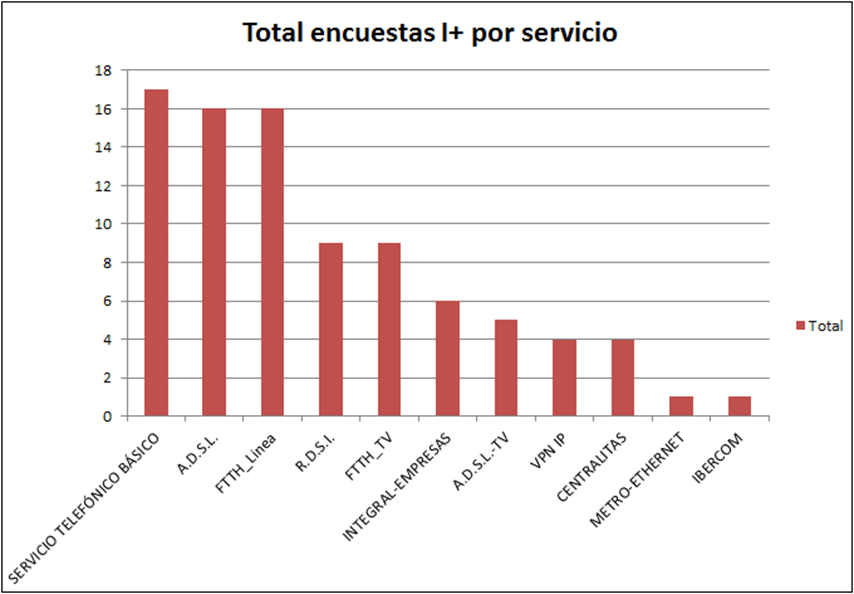 Total encuestas I+ por servicio
18
16
14
12
10
8
6
4
2
0
SERVICIO TELEFÓNICO BÁSICO
A.D.S.L.
FTTH_Linea
R.D.S.I.
FTTH_TV
INTEGRAL-EMPRESAS
A.D.S.L.-TV
VPN IP
CENTRALITAS
METRO-ETHERNET
IBERCOM
Total